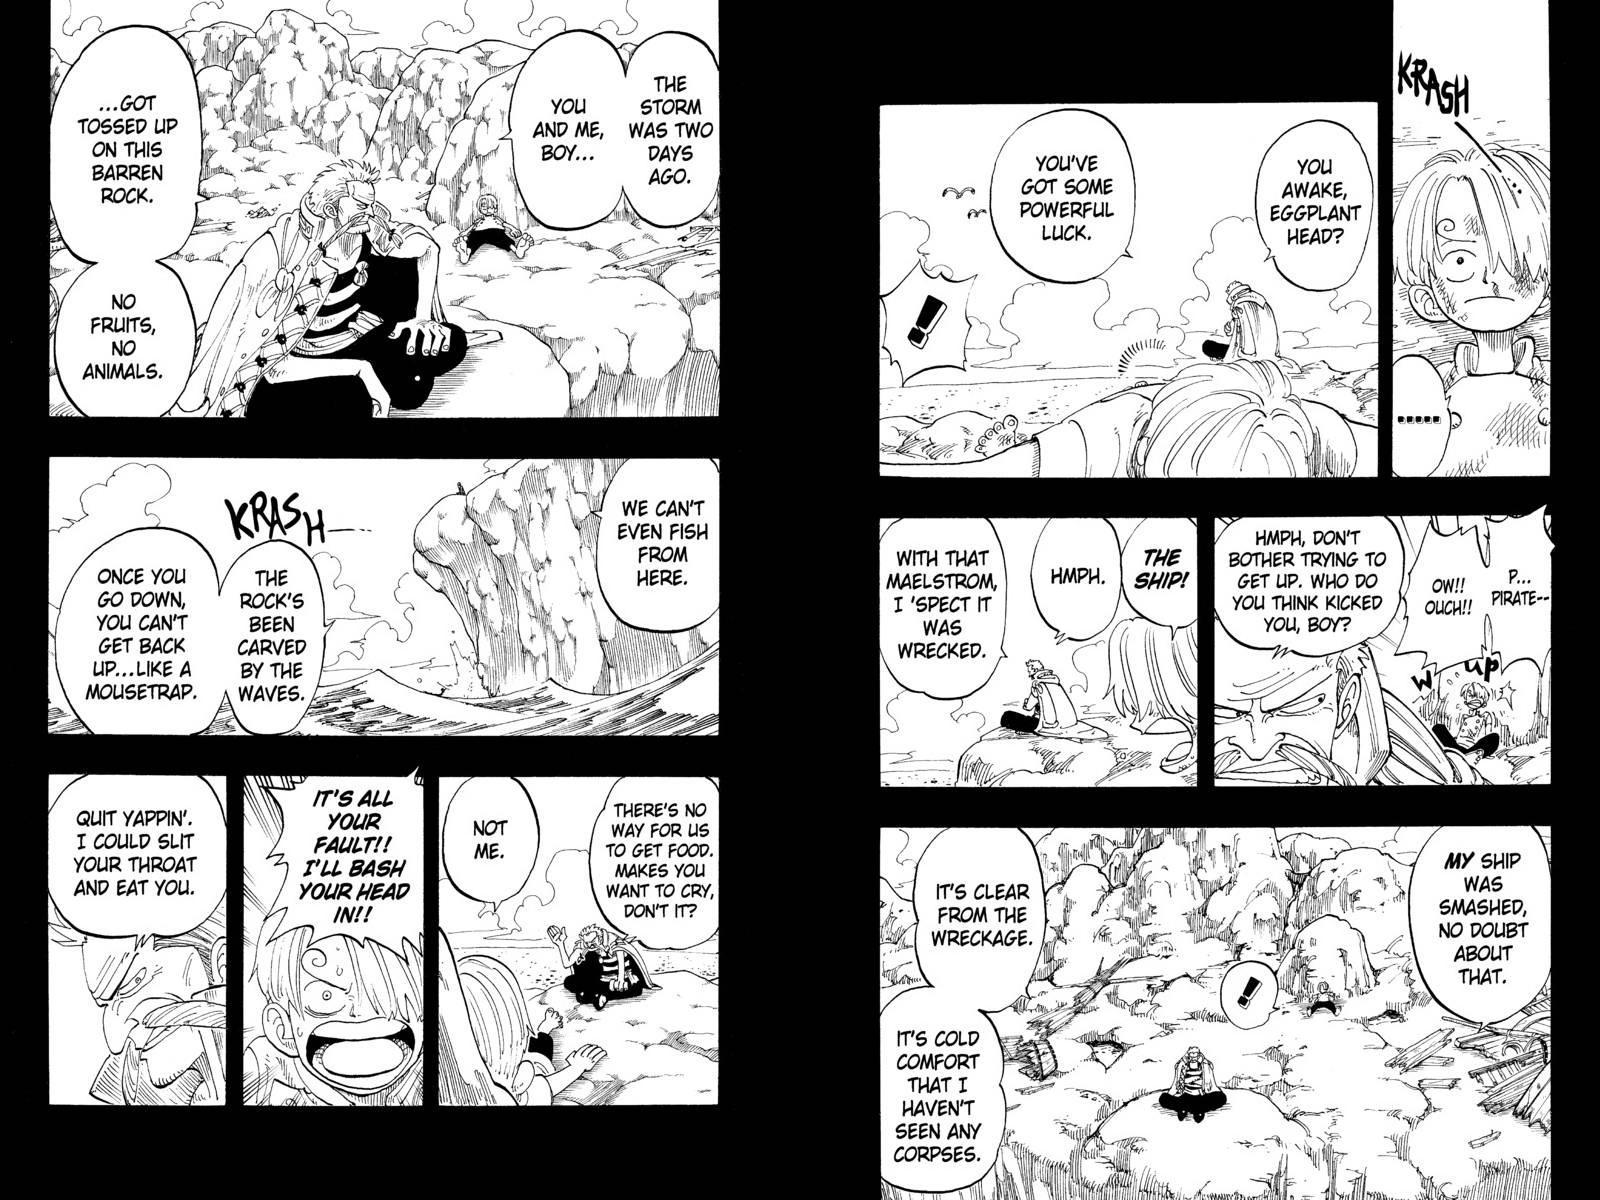 KRASH
.....
YOU
AWAKE,
EGGPLANT
HEAD?
YOU'VE
GOT SOME
POWERFUL
LUCK.
!
P...
PIRATE--
OW!!
OUCH!!
WUP
HMPH, DON'T
BOTHER TRYING TO
GET UP. WHO DO
YOU THINK KICKED
YOU, BOY?
THE
SHIP!
HMPH.
WITH THAT
MAELSTROM,
I 'SPECT IT
WAS
WRECKED.
MY SHIP
WAS
SMASHED,
NO DOUBT
ABOUT
THAT.
!
IT'S CLEAR
FROM THE
WRECKAGE.
IT'S COLD
COMFORT
THAT I
HAVEN'T
SEEN ANY
CORPSES.
THE
STORM
WAS TWO
DAYS
AGO.
YOU
AND ME,
BOY...
...GOT
TOSSED UP
ON THIS
BARREN
ROCK.
NO
FRUITS,
NO
ANIMALS.
WE CAN'T
EVEN FISH
FROM
HERE.
KRASH
THE
ROCK'S
BEEN
CARVED
BY THE
WAVES.
ONCE YOU
GO DOWN,
YOU CAN'T
GET BACK
UP...LIKE A
MOUSETRAP.
THERE'S NO
WAY FOR US
TO GET FOOD.
MAKES YOU
WANT TO CRY,
DON'T IT?
NOT
ME.
IT'S ALL
YOUR
FAULT!!
I'LL BASH
YOUR HEAD
IN!!
QUIT YAPPIN'.
I COULD SLIT
YOUR THROAT
AND EAT YOU.